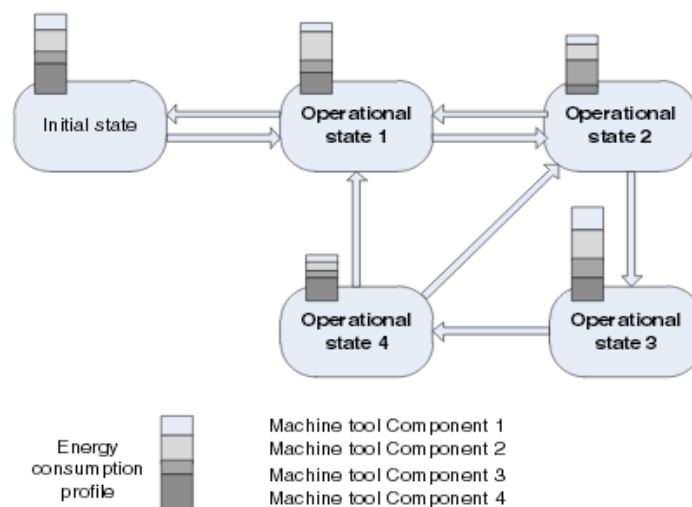 Initial state
Operational
state 1
Operational
state 2
Operational
state 4
Operational
state 3
Energy
consumption
profile
Machine tool Component 1
Machine tool Component 2
Machine tool Component 3
Machine tool Component 4